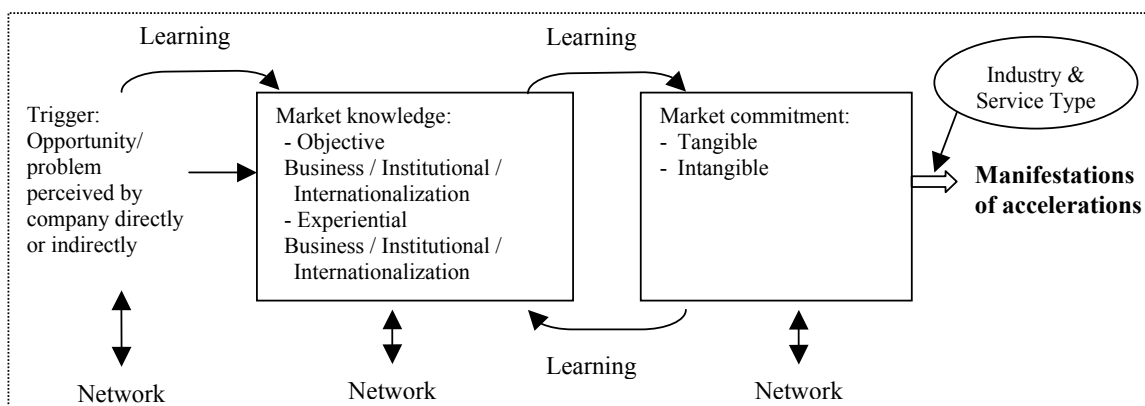 Learning
Learning
Trigger:
Opportunity/
problem
perceived by
company directly
or indirectly
Market knowledge:
- Objective
Business / Institutional /
Internationalization
- Experiential
Business / Institutional /
Internationalization
Market commitment:
- Tangible
- Intangible
Industry &
Service Type
Manifestations
of accelerations
Learning
Network
Network
Network